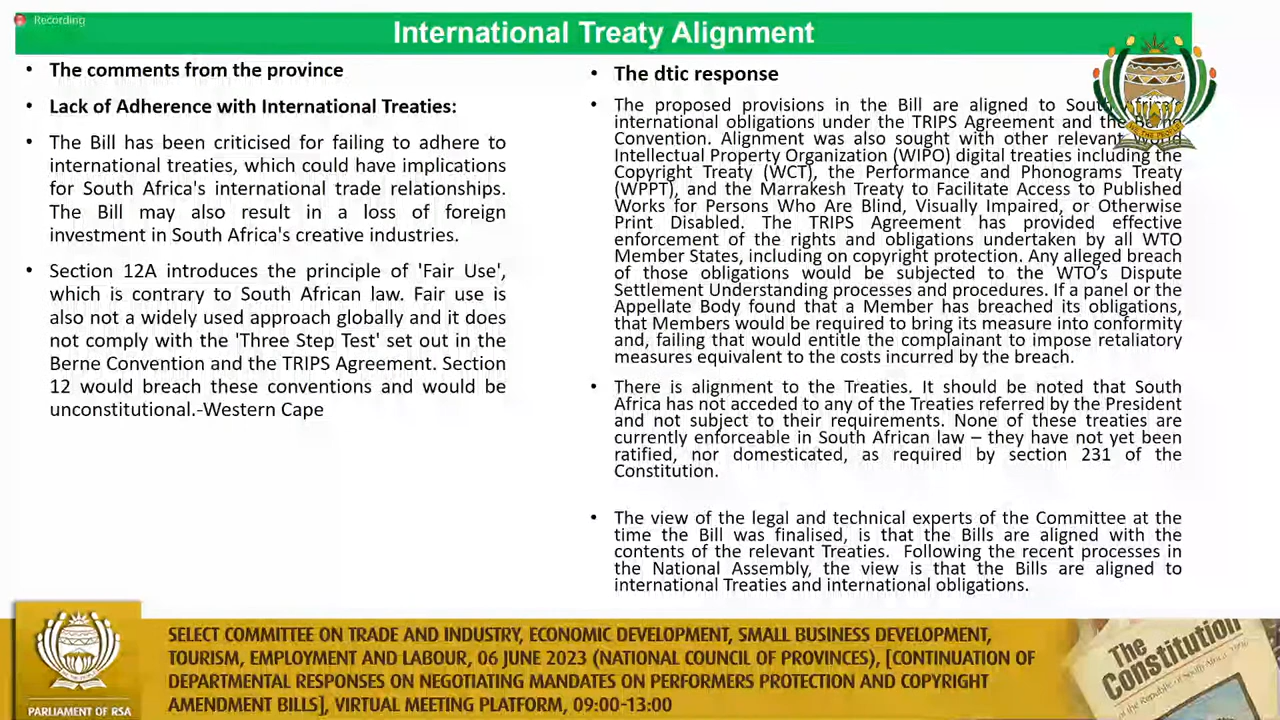 Recording
International Treaty Alignment
• The comments from the province
• Lack of Adherence with International Treaties:
• The Bill has been criticised for failing to adhere to
international treaties, which could have implications
for South Africa's international trade relationships.
The Bill may also result in a loss of foreign
investment in South Africa's creative industries.
• Section 12A introduces the principle of 'Fair Use',
which is contrary to South African law. Fair use is
also not a widely used approach globally and it does
not comply with the 'Three Step Test' set out in the
Berne Convention and the TRIPS Agreement. Section
12 would breach these conventions and would be
unconstitutional.-Western Cape
• The dtic response
• The proposed provisions in the Bill are aligned to South
international obligations under the TRIPS Agreement and the Berne
Convention. Alignment was also sought with other relevant World
Intellectual Property Organization (WIPO) digital treaties including the
Copyright Treaty (WCT), the Performance and Phonograms Treaty
(WPPT), and the Marrakesh Treaty to Facilitate Access to Published
Works for Persons Who Are Blind, Visually Impaired, or Otherwise
Print Disabled. The TRIPS Agreement has provided effective
enforcement of the rights and obligations undertaken by all WTO
Member States, including on copyright protection. Any alleged breach
of those obligations would be subjected to the WTO's Dispute
Settlement Understanding processes and procedures. If a panel or the
Appellate Body found that a Member has breached its obligations,
that Members would be required to bring its measure into conformity
and, failing that would entitle the complainant to impose retaliatory
measures equivalent to the costs incurred by the breach.
• There is alignment to the Treaties. It should be noted that South
Africa has not acceded to any of the Treaties referred by the President
and not subject to their requirements. None of these treaties are
currently enforceable in South African law – they have not yet been
ratified, nor domesticated, as required by section 231 of the
Constitution.
• The view of the legal and technical experts of the Committee at the
time the Bill was finalised, is that the Bills are aligned with the
contents of the relevant Treaties. Following the recent processes in
the National Assembly, the view is that the Bills are aligned to
international Treaties and international obligations.
SELECT COMMITTEE ON TRADE AND INDUSTRY, ECONOMIC DEVELOPMENT, SMALL BUSINESS DEVELOPMENT,
TOURISM, EMPLOYMENT AND LABOUR, 06 JUNE 2023 (NATIONAL COUNCIL OF PROVINCES), [CONTINUATION OF
DEPARTMENTAL RESPONSES ON NEGOTIATING MANDATES ON PERFORMERS PROTECTION AND COPYRIGHT
AMENDMENT BILLS], VIRTUAL MEETING PLATFORM, 09:00-13:00
PARLIAMENT OF RSA
The
Constitution